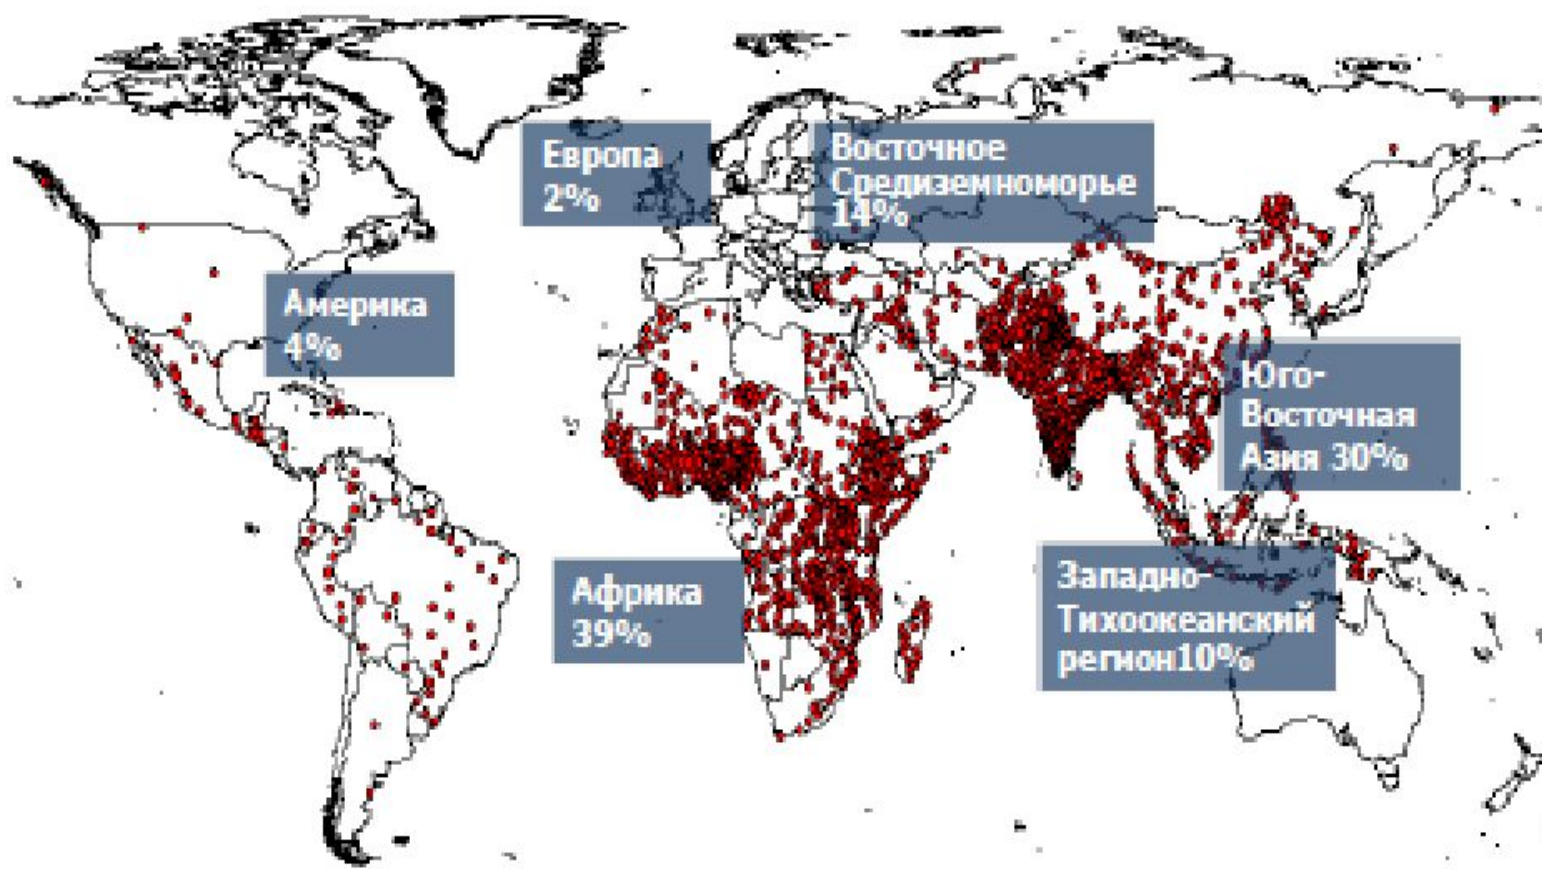 Европа
2%
Восточное
Средиземноморье
14%
Америка
4%
Юго-
Восточная
Азия 30%
Африка
39%
Западно-
Тихоокеанский
регион10%